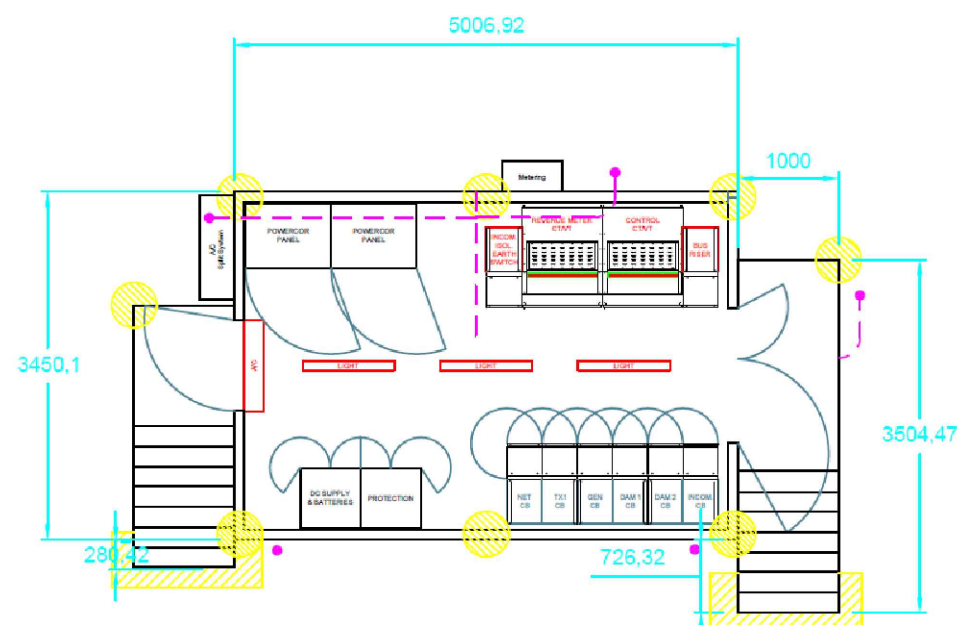 5006,92
1000
Metering
REVERSE METER
CT/VT
CONTROL
CT/VT
A/C
Split System
POWERCOR
PANEL
POWERCOR
PANEL
INCOM.
ISOL.
EARTH
SWITCH
BUS
RISER
3450,1
A/C
LIGHT
LIGHT
LIGHT
3504,47
DC SUPPLY
& BATTERIES
PROTECTION
NET
CB
TX1
CB
GEN
CB
DAM 1
CB
DAM 2
CB
INCOM.
CB
280,42
726,32